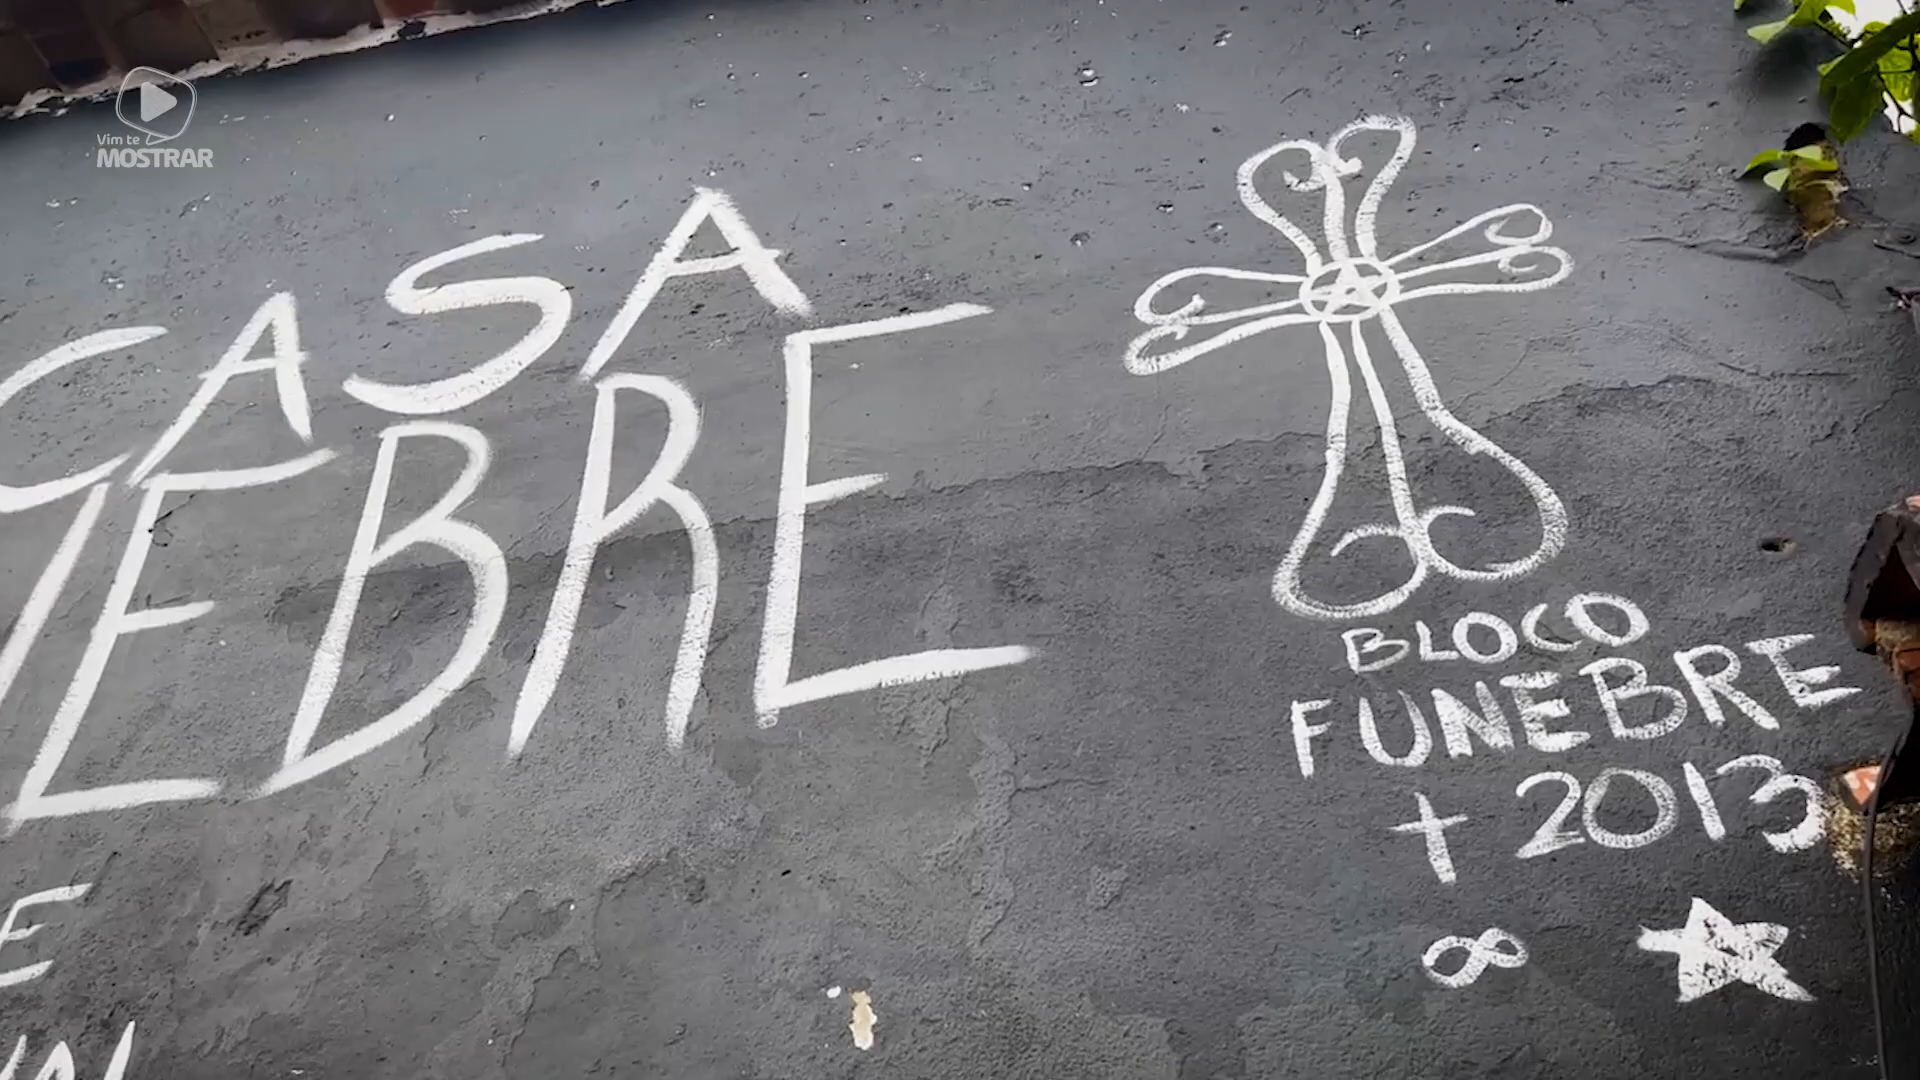 Vim te
MOSTRAR
CASA
EBRE
BLOCO
FUNEBRE
† 2013
∞
E